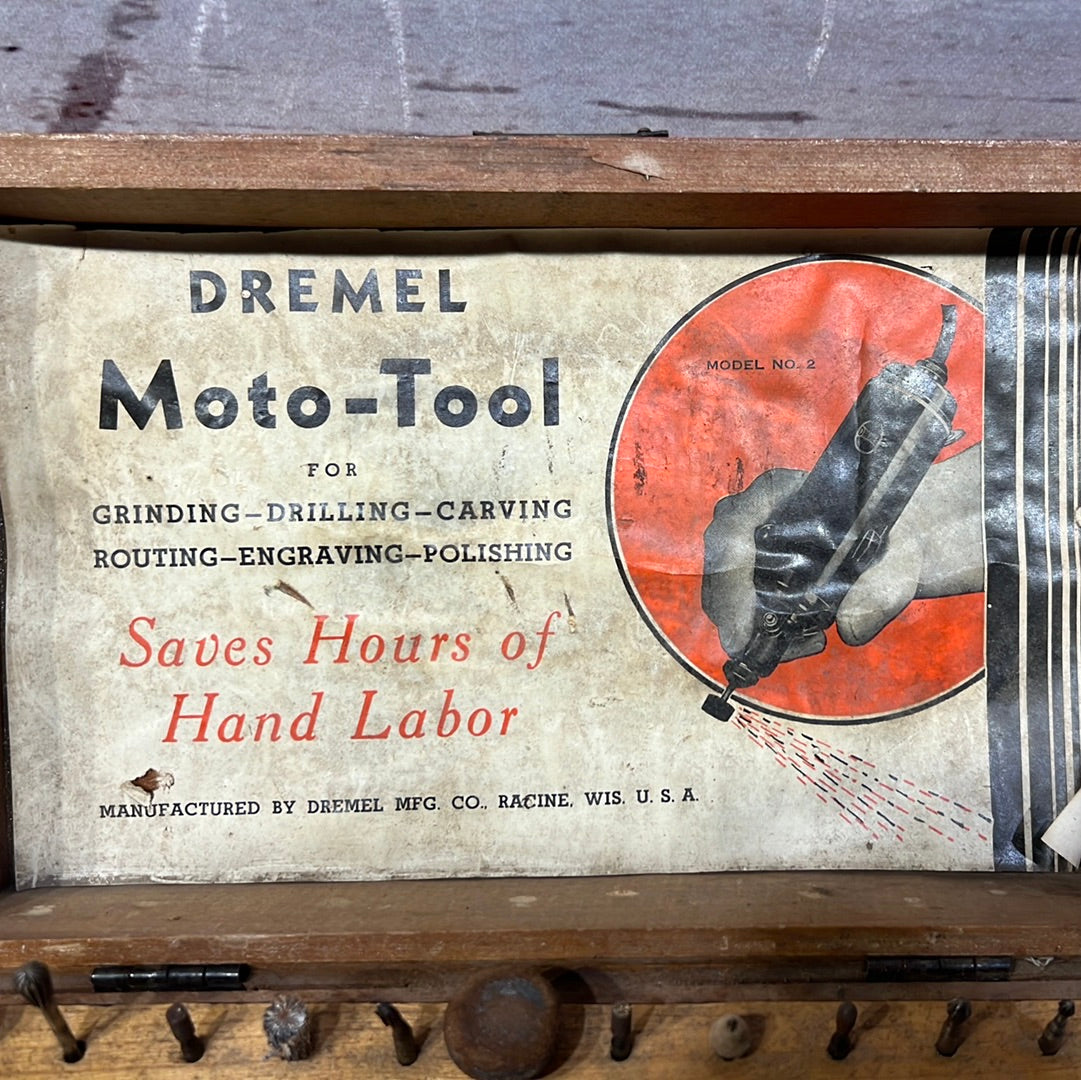 DREMEL
Moto-Tool
FOR
GRINDING–DRILLING–CARVING
ROUTING–ENGRAVING–POLISHING
Saves Hours of
Hand Labor
MANUFACTURED BY DREMEL MFG. CO., RACINE, WIS. U. S. A.
MODEL NO. 2